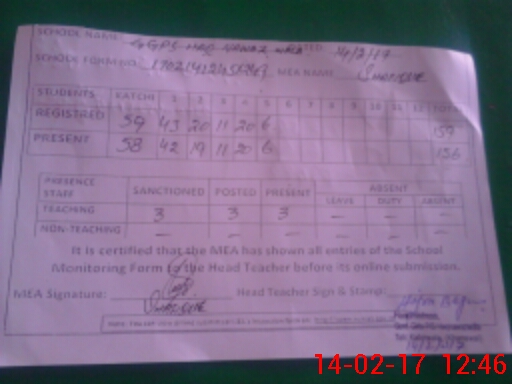 SCHOOL NAME: GGPS DATED 14/2/17
SCHOOL FORM NO. MEA NAME
STUDENTS KATCHI 1 2 3 4 5 6 7 8 9 10 11 12 TOTAL
REGISTRED 59 43 20 11 20 6 159
PRESENT 58 42 19 11 20 6 156
PRESENCE STAFF SANCTIONED POSTED PRESENT ABSENT
LEAVE DUTY ABSENT
TEACHING 3 3 3 - - -
NON-TEACHING - - - - - -
It is certified that the MEA has shown all entries of the School
Monitoring Form to the Head Teacher before its online submission.
MEA Signature: Head Teacher Sign & Stamp:
14-02-17 12:46